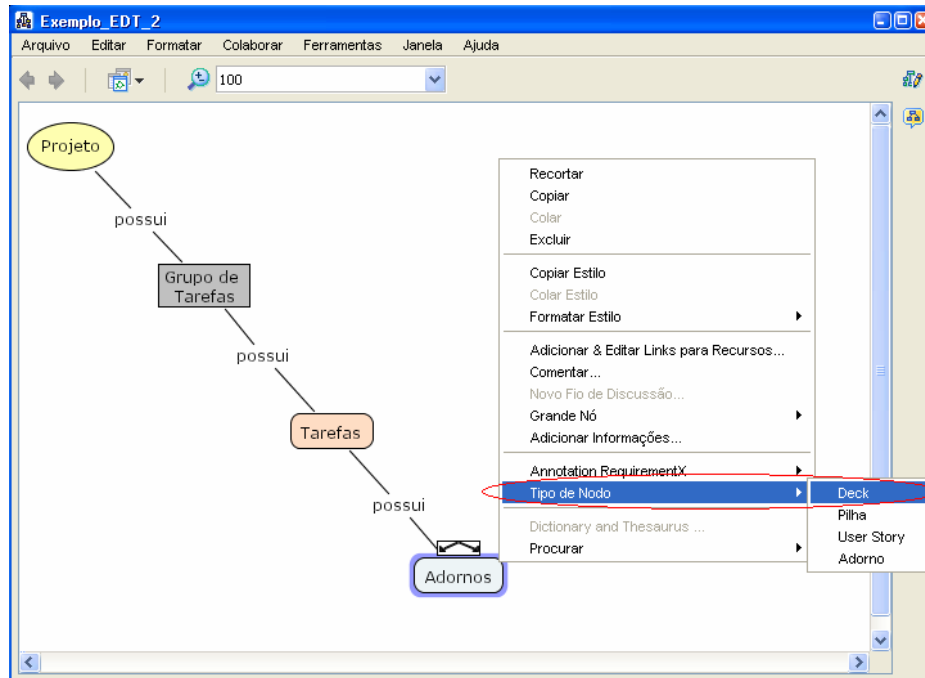 Exemplo_EDT_2
Arquivo Editar Formatar Colaborar Ferramentas Janela Ajuda
100
Projeto
possui
Grupo de
Tarefas
possui
Tarefas
possui
Adornos
Recortar
Copiar
Colar
Excluir
Copiar Estilo
Colar Estilo
Formatar Estilo
Adicionar & Editar Links para Recursos...
Comentar...
Novo Fio de Discussão...
Grande Nó
Adicionar Informações...
Annotation RequirementX
Tipo de Nodo
Dictionary and Thesaurus ...
Procurar
Deck
Pilha
User Story
Adorno